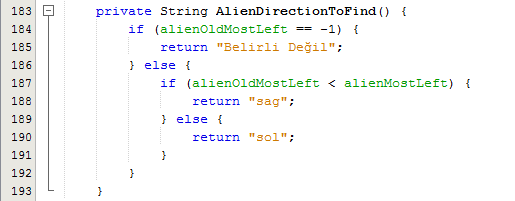 183 private String AlienDirectionToFind() {
184 if (alienOldMostLeft == -1) {
185 return "Belirli Değil";
186 } else {
187 if (alienOldMostLeft < alienMostLeft) {
188 return "sag";
189 } else {
190 return "sol";
191 }
192 }
193 }